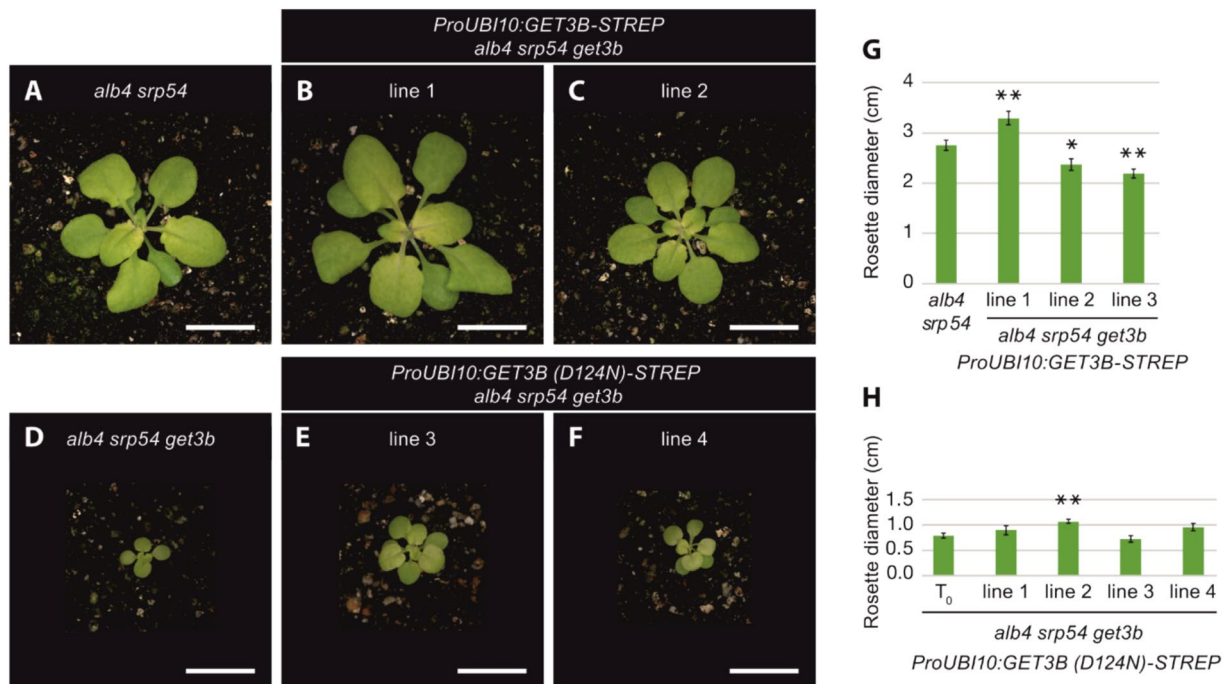 ProUBI10:GET3B-STREP
alb4 srp54 get3b
A
alb4 srp54
B
line 1
C
line 2
ProUBI10:GET3B (D124N)-STREP
alb4 srp54 get3b
D
alb4 srp54 get3b
E
line 3
F
line 4
G
Rosette diameter (cm)
4
3
2
1
0
**
*
**
alb4
srp54
line 1
line 2
line 3
alb4 srp54 get3b
ProUBI10:GET3B-STREP
H
Rosette diameter (cm)
1.5
1.0
0.5
0.0
**
T0
line 1
line 2
line 3
line 4
alb4 srp54 get3b
ProUBI10:GET3B (D124N)-STREP